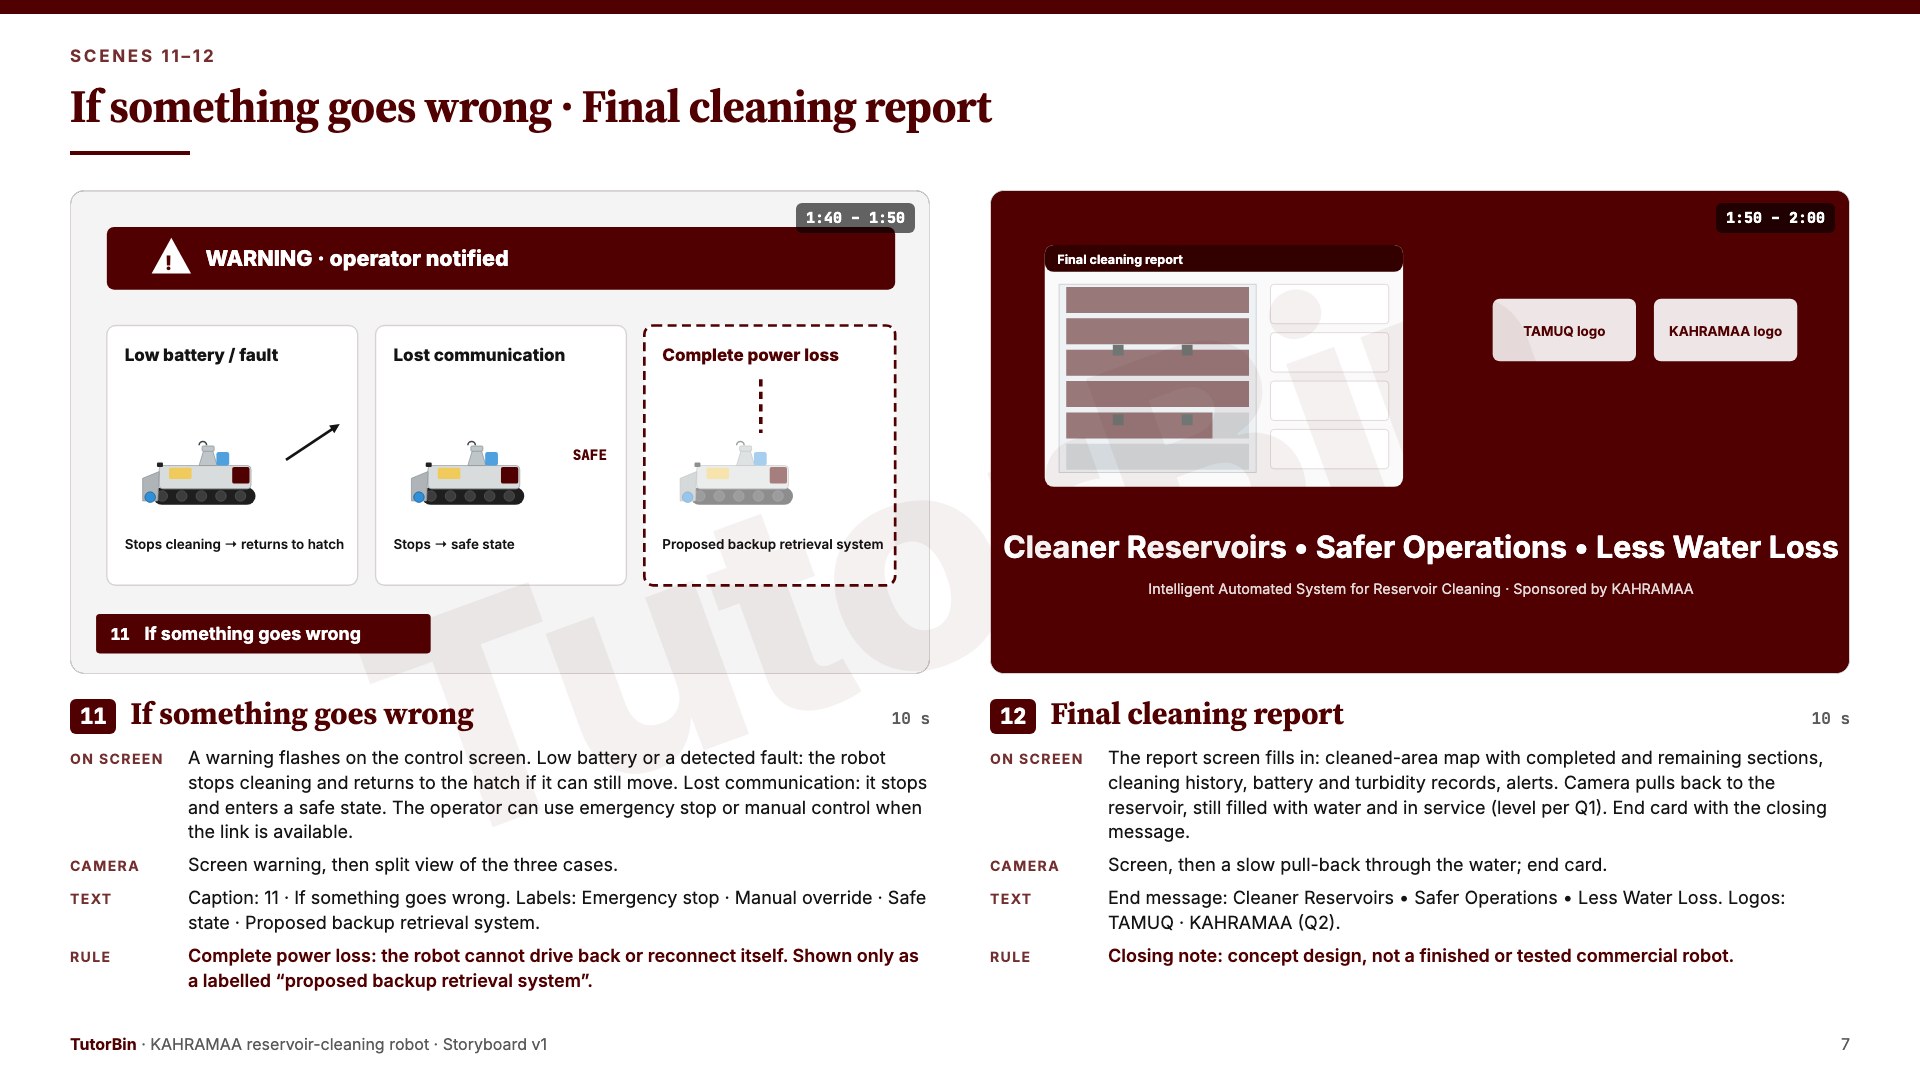 SCENES 11–12
If something goes wrong · Final cleaning report
1:40 – 1:50
WARNING · operator notified
Low battery / fault
Stops cleaning → returns to hatch
Lost communication
SAFE
Stops → safe state
Complete power loss
Proposed backup retrieval system
11 If something goes wrong
1:50 – 2:00
Final cleaning report
TAMUQ logo
KAHRAMAA logo
Cleaner Reservoirs • Safer Operations • Less Water Loss
Intelligent Automated System for Reservoir Cleaning · Sponsored by KAHRAMAA
11 If something goes wrong
10 s
ON SCREEN
A warning flashes on the control screen. Low battery or a detected fault: the robot
stops cleaning and returns to the hatch if it can still move. Lost communication: it stops
and enters a safe state. The operator can use emergency stop or manual control when
the link is available.
CAMERA
Screen warning, then split view of the three cases.
TEXT
Caption: 11 · If something goes wrong. Labels: Emergency stop · Manual override · Safe
state · Proposed backup retrieval system.
RULE
Complete power loss: the robot cannot drive back or reconnect itself. Shown only as
a labelled “proposed backup retrieval system”.
12 Final cleaning report
10 s
ON SCREEN
The report screen fills in: cleaned-area map with completed and remaining sections,
cleaning history, battery and turbidity records, alerts. Camera pulls back to the
reservoir, still filled with water and in service (level per Q1). End card with the closing
message.
CAMERA
Screen, then a slow pull-back through the water; end card.
TEXT
End message: Cleaner Reservoirs • Safer Operations • Less Water Loss. Logos:
TAMUQ · KAHRAMAA (Q2).
RULE
Closing note: concept design, not a finished or tested commercial robot.
TutorBin · KAHRAMAA reservoir-cleaning robot · Storyboard v1
7
TutorBin